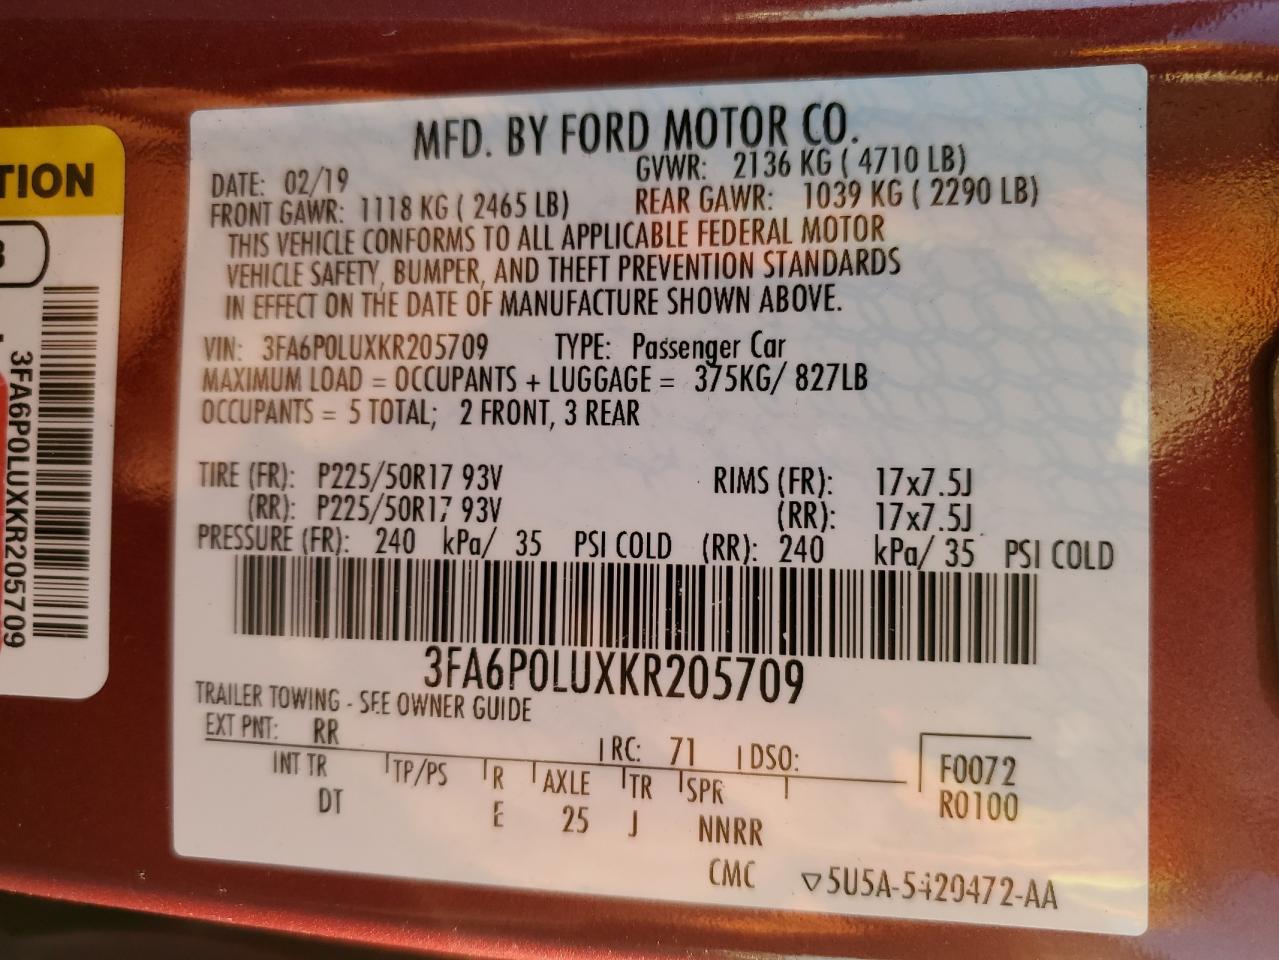 MFD. BY FORD MOTOR CO.
DATE: 02/19 GVWR: 2136 KG ( 4710 LB)
FRONT GAWR: 1118 KG ( 2465 LB) REAR GAWR: 1039 KG ( 2290 LB)
THIS VEHICLE CONFORMS TO ALL APPLICABLE FEDERAL MOTOR
VEHICLE SAFETY, BUMPER, AND THEFT PREVENTION STANDARDS
IN EFFECT ON THE DATE OF MANUFACTURE SHOWN ABOVE.
VIN: 3FA6P0LUXKR205709 TYPE: Passenger Car
MAXIMUM LOAD = OCCUPANTS + LUGGAGE = 375KG/ 827LB
OCCUPANTS = 5 TOTAL; 2 FRONT, 3 REAR
TIRE (FR): P225/50R17 93V RIMS (FR): 17x7.5J
(RR): P225/50R17 93V (RR): 17x7.5J
PRESSURE (FR): 240 kPa/ 35 PSI COLD (RR): 240 kPa/ 35 PSI COLD
3FA6P0LUXKR205709
TRAILER TOWING - SEE OWNER GUIDE
EXT PNT: RR RC: 71 DSO:
INT TR TP/PS R AXLE TR SPR F0072
DT E 25 J NNRR R0100
CMC ▽5U5A-5420472-AA
TION
3FA6P0LUXKR205709